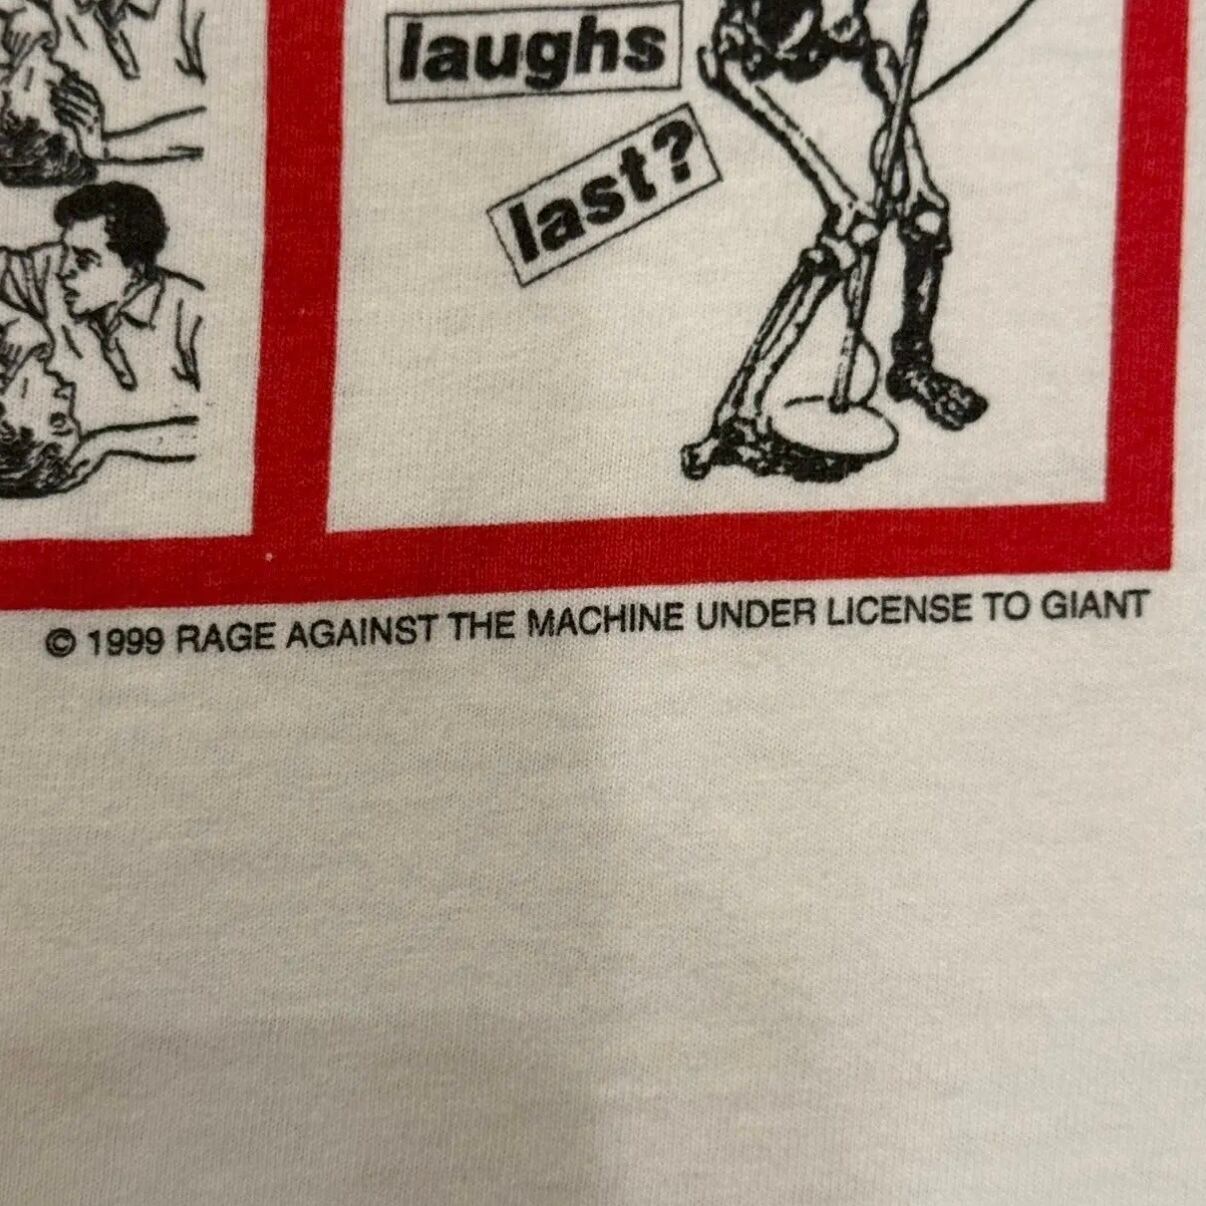 laughs
last?
© 1999 RAGE AGAINST THE MACHINE UNDER LICENSE TO GIANT